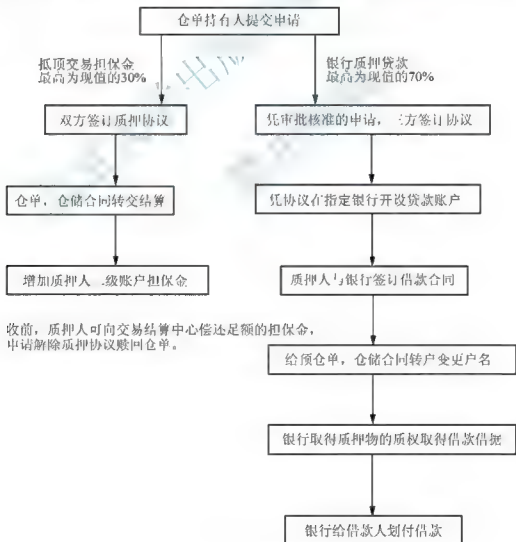 仓单持有人提交申请
抵顶交易担保金
最高为现值的30%
银行质押贷款
最高为现值的70%
双方签订质押协议
凭审批核准的申请，三方签订协议
仓单，仓储合同转交结算
凭协议在指定银行开设贷款账户
增加质押人二级账户担保金
质押人与银行签订借款合同
收前，质押人可向交易结算中心偿还足额的担保金，
申请解除质押协议赎回仓单。
给预仓单，仓储合同转户变更户名
银行取得质押物的质权取得借款借据
银行给借款人划付借款